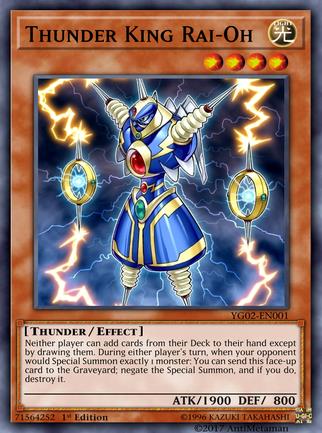 Thunder King Rai-Oh
LIGHT
光
YG02-EN001
[Thunder / Effect]
Neither player can add cards from their Deck to their hand except
by drawing them. During either player's turn, when your opponent
would Special Summon exactly 1 monster: You can send this face-up
card to the Graveyard; negate the Special Summon, and if you do,
destroy it.
ATK/1900 DEF/ 800
71564252 1st Edition ©1996 KAZUKI TAKAHASHI
©2017 AntiMetaman